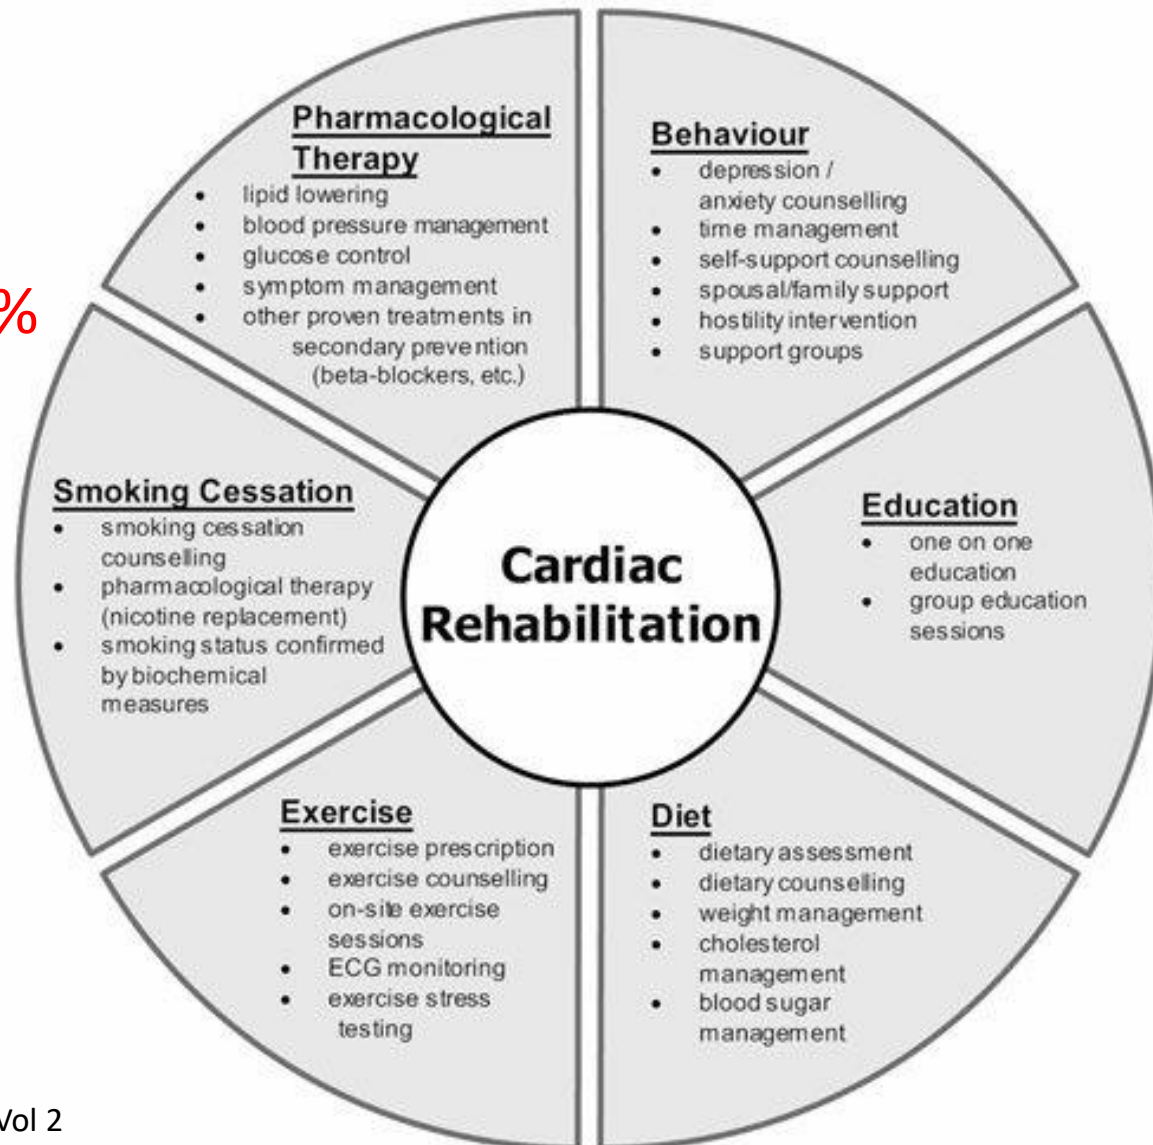 Pharmacological
Therapy
• lipid lowering
• blood pressure management
• glucose control
• symptom management
• other proven treatments in
secondary prevention
(beta-blockers, etc.)
Behaviour
• depression /
anxiety counselling
• time management
• self-support counselling
• spousal/family support
• hostility intervention
• support groups
%
Smoking Cessation
• smoking cessation
counselling
• pharmacological therapy
(nicotine replacement)
• smoking status confirmed
by biochemical
measures
Cardiac
Rehabilitation
Education
• one on one
education
• group education
sessions
Exercise
• exercise prescription
• exercise counselling
• on-site exercise
sessions
• ECG monitoring
• exercise stress
testing
Diet
• dietary assessment
• dietary counselling
• weight management
• cholesterol
management
• blood sugar
management
Vol 2